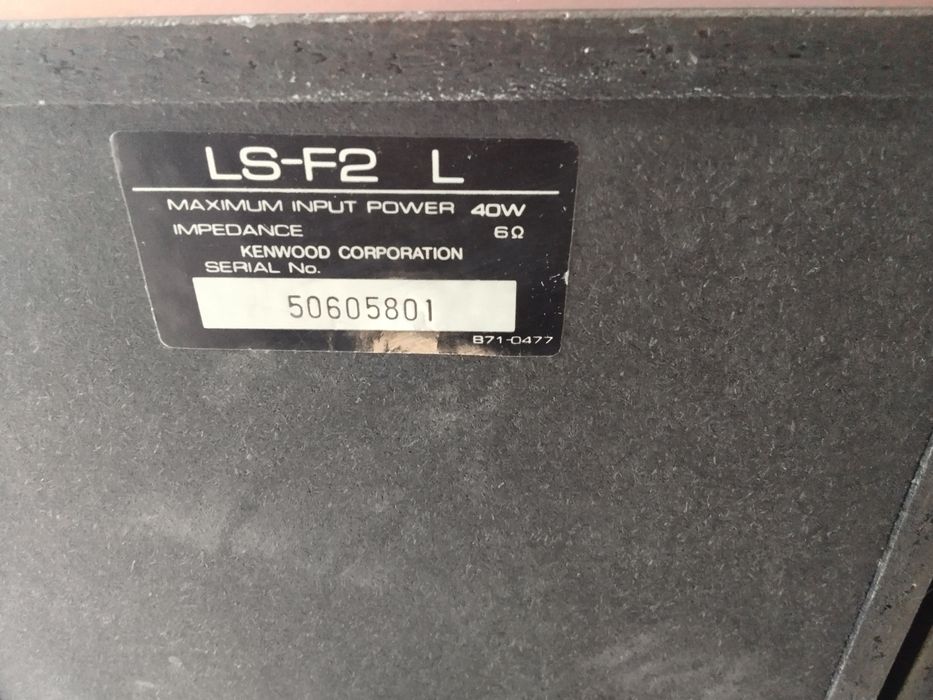 LS-F2 L
MAXIMUM INPUT POWER 40W
IMPEDANCE 6Ω
KENWOOD CORPORATION
SERIAL No.
50605801
B71-0477